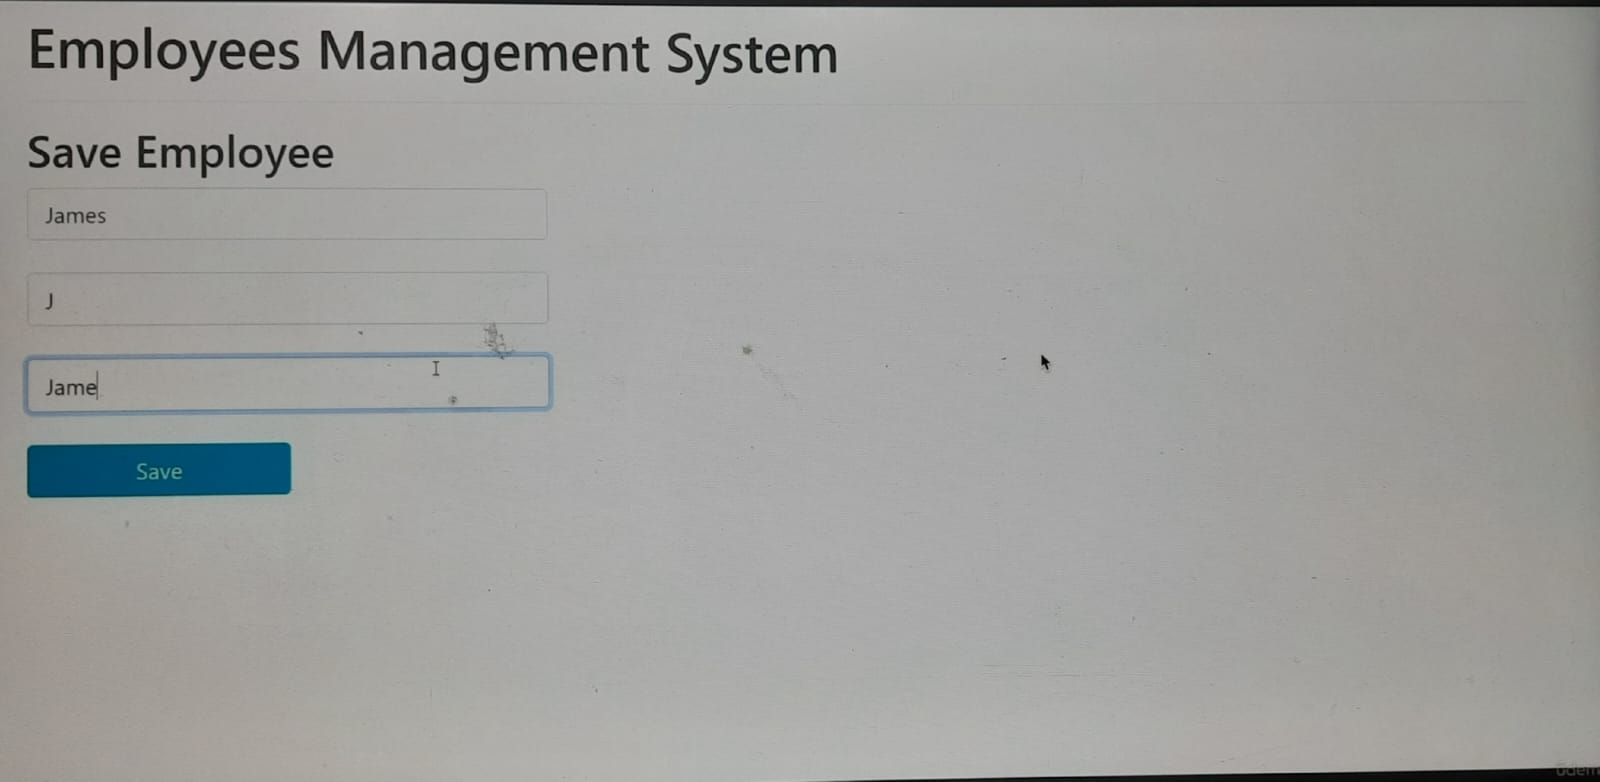 Employees Management System
Save Employee
James
J
Jame
Save